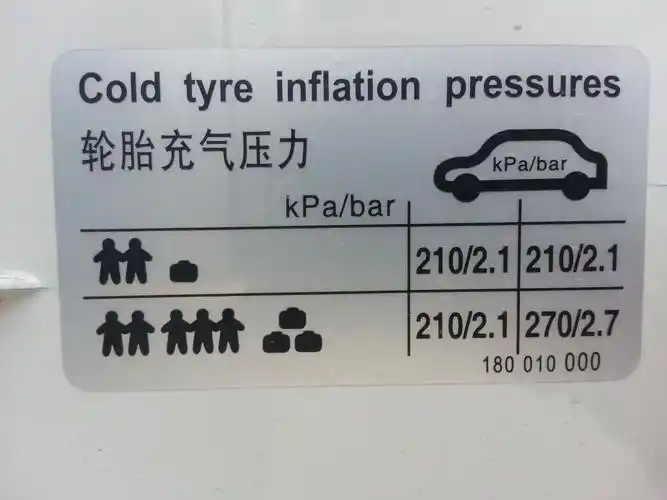 Cold tyre inflation pressures
轮胎充气压力
kPa/bar
kPa/bar
210/2.1 210/2.1
210/2.1 270/2.7
180 010 000